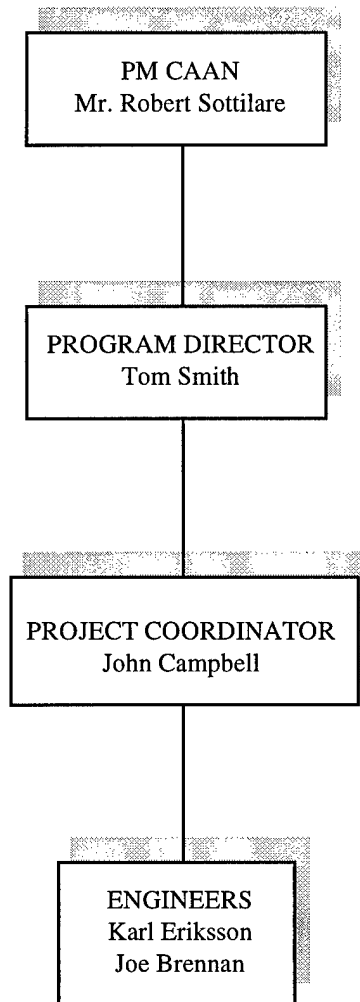 PM CAAN
Mr. Robert Sottilare
PROGRAM DIRECTOR
Tom Smith
PROJECT COORDINATOR
John Campbell
ENGINEERS
Karl Eriksson
Joe Brennan